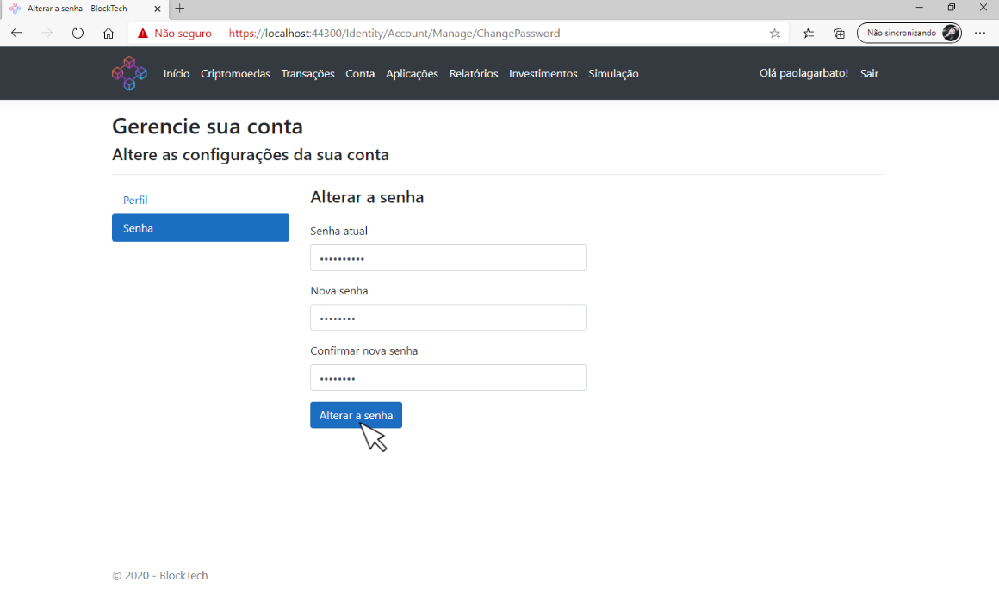 Alterar a senha - BlockTech
Não seguro https://localhost:44300/Identity/Account/Manage/ChangePassword Não sincronizando
Início Criptomoedas Transações Conta Aplicações Relatórios Investimentos Simulação Olá paolagarbato! Sair
Gerencie sua conta
Altere as configurações da sua conta
Perfil
Senha
Alterar a senha
Senha atual
••••••••••
Nova senha
••••••••
Confirmar nova senha
••••••••
Alterar a senha
© 2020 - BlockTech